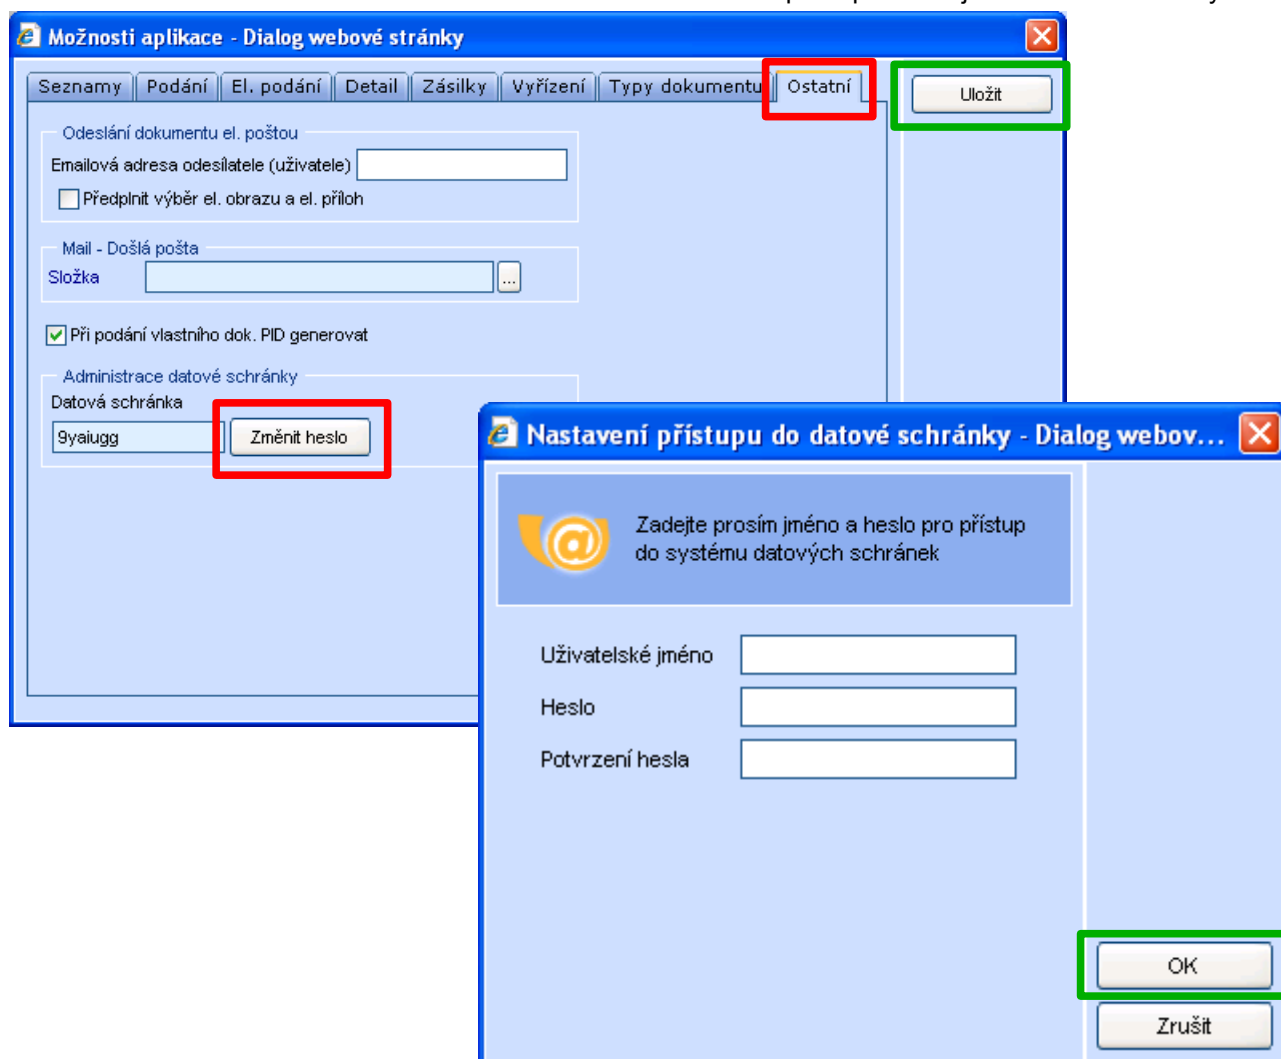 Možnosti aplikace - Dialog webové stránky
Seznamy Podání El. podání Detail Zásilky Vyřízení Typy dokumentu Ostatní
Uložit
Odeslání dokumentu el. poštou
Emailová adresa odesílatele (uživatele)
Předplnit výběr el. obrazu a el. příloh
Mail - Došlá pošta
Složka ...
Při podání vlastního dok. PID generovat
Administrace datové schránky
Datová schránka
9yaiugg Změnit heslo
Nastavení přístupu do datové schránky - Dialog webov...
Zadejte prosím jméno a heslo pro přístup
do systému datových schránek
Uživatelské jméno
Heslo
Potvrzení hesla
OK
Zrušit